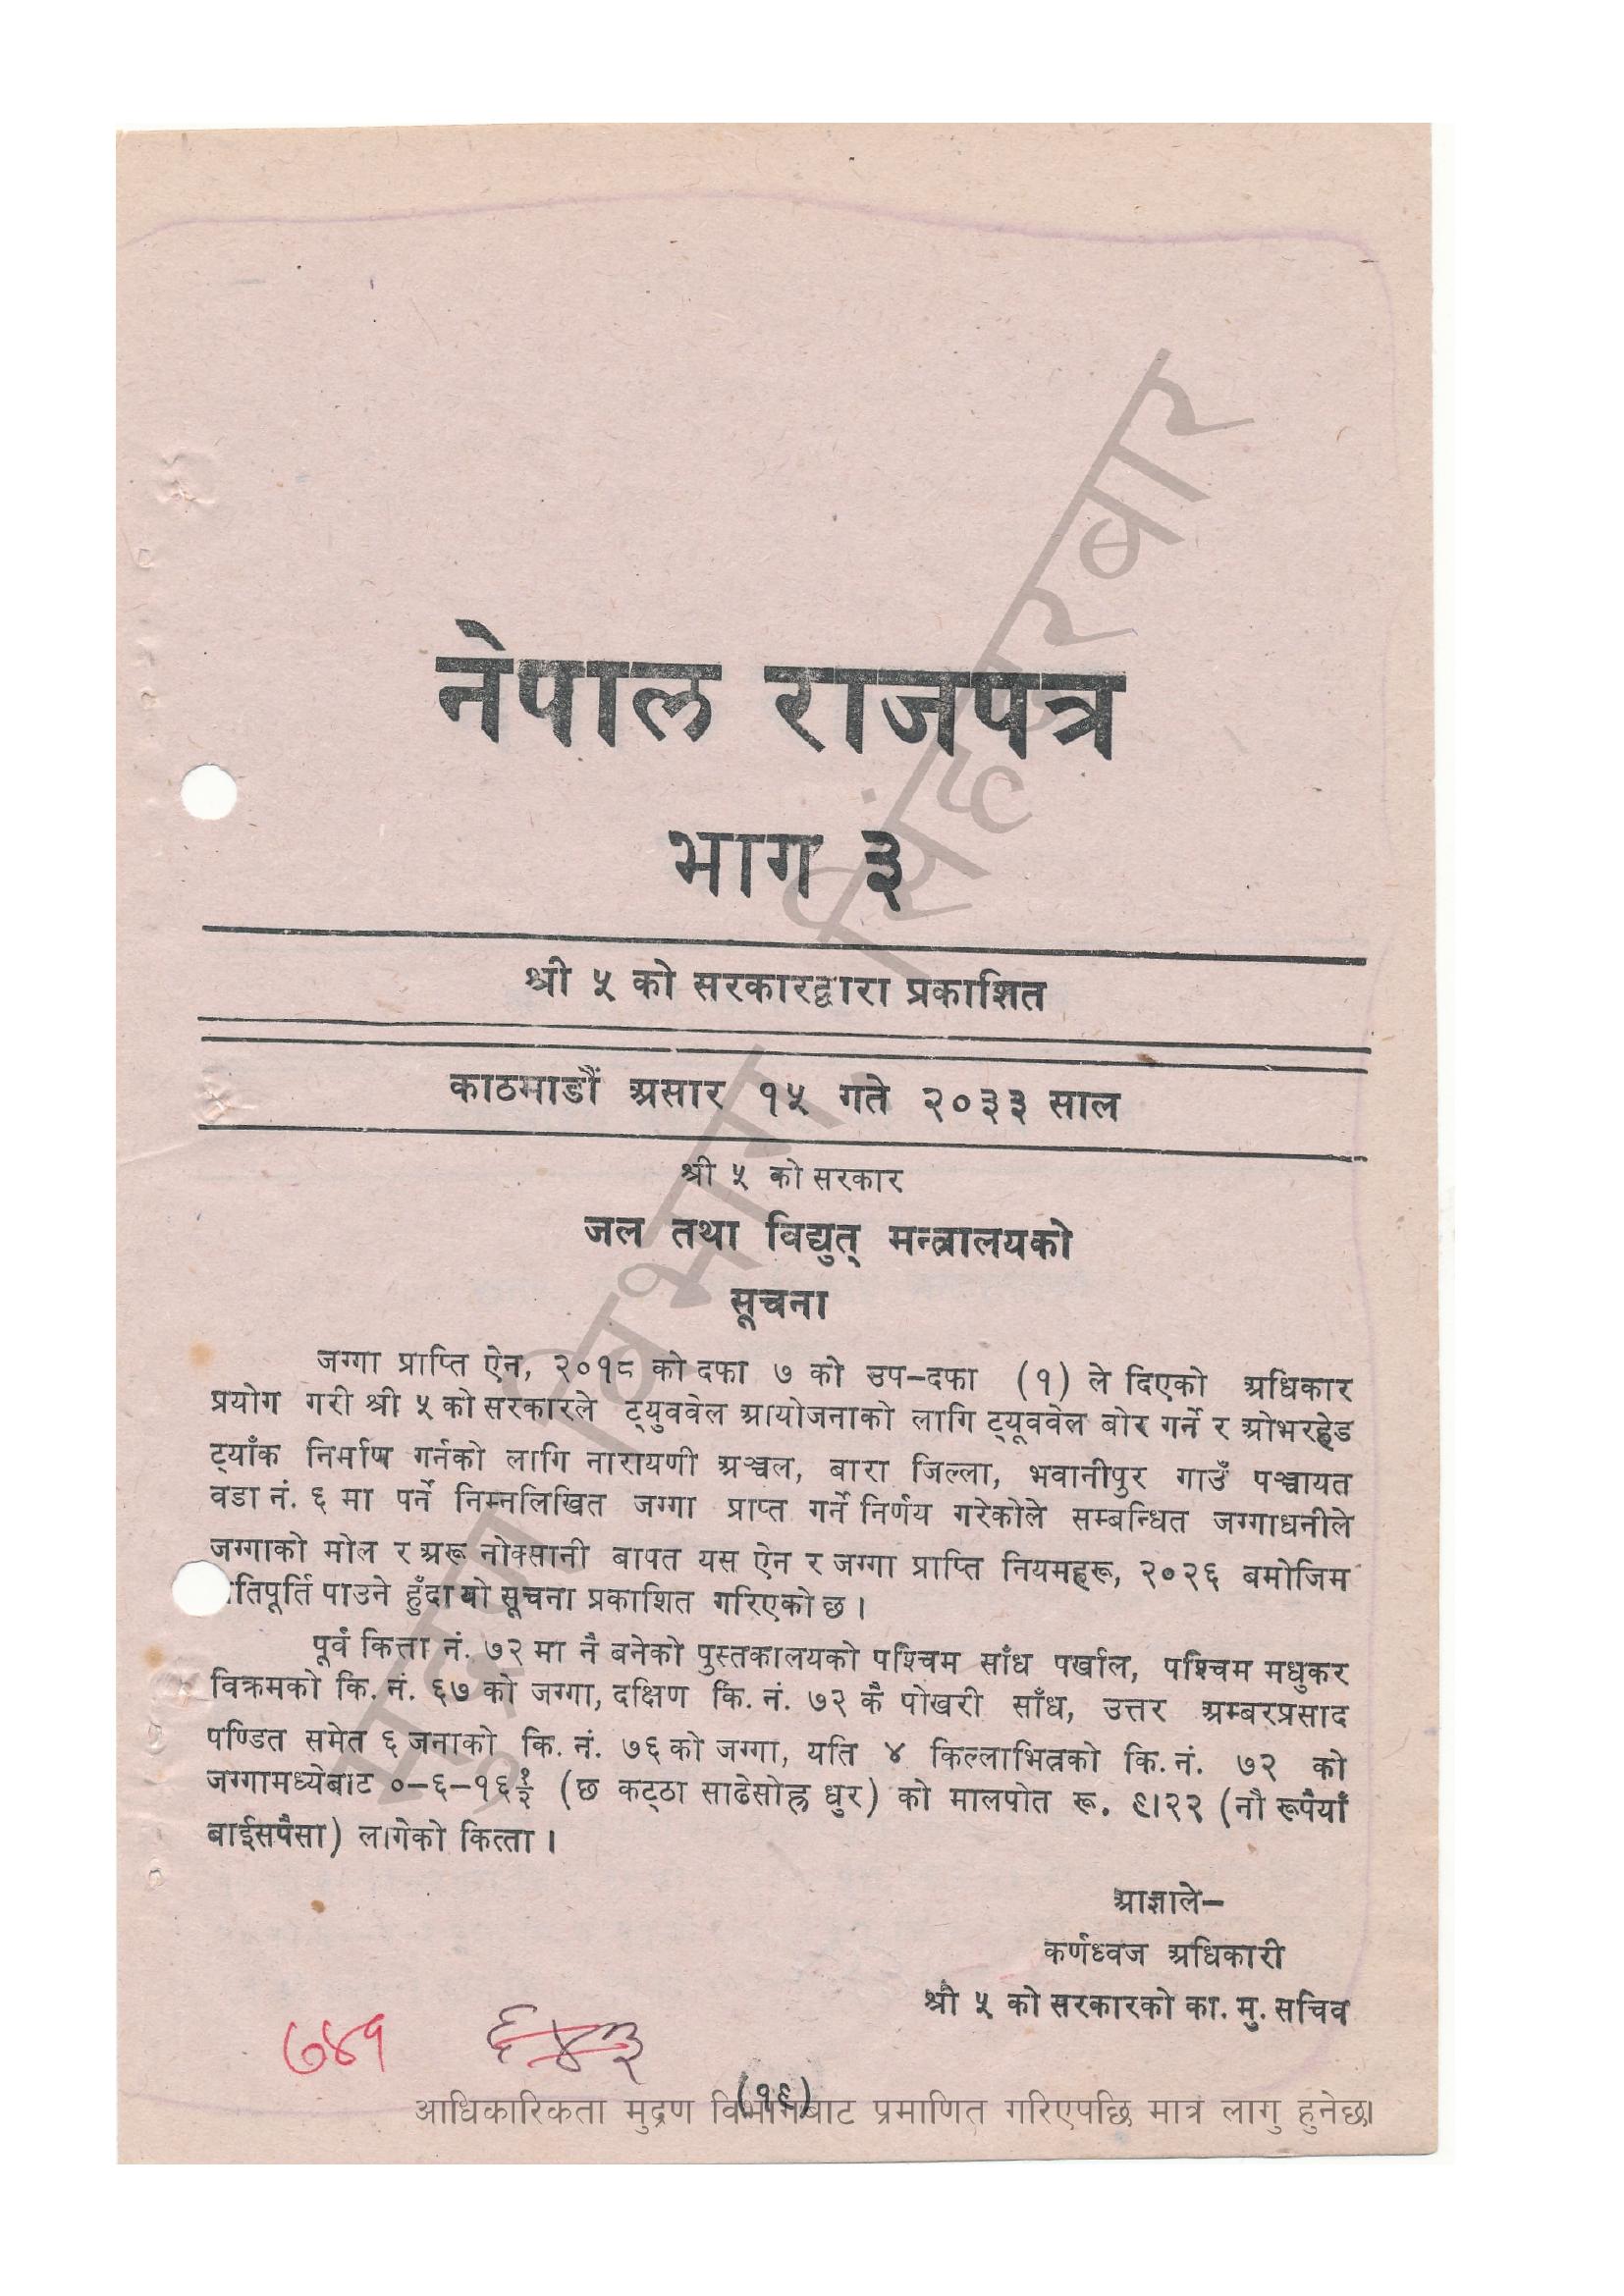 नेपाल राजपत्र
भाग ३
श्री ५ को सरकारद्वारा प्रकाशित
काठमाडौं असार १५ गते २०३३ साल
श्री ५ को सरकार
जल तथा विद्युत् मन्त्रालयको
सूचना
जग्गा प्राप्ति ऐन, २०१८ को दफा ७ को उप-दफा (१) ले दिएको अधिकार
प्रयोग गरी श्री ५ को सरकारले ट्युववेल आयोजनाको लागि ट्यूववेल बोर गर्ने र ओभरहेड
ट्याँक निर्माण गर्नको लागि नारायणी अञ्चल, बारा जिल्ला, भवानीपुर गाउँ पञ्चायत
वडा नं. ६ मा पर्ने निम्नलिखित जग्गा प्राप्त गर्ने निर्णय गरेकोले सम्बन्धित जग्गाधनीले
जग्गाको मोल र अरू नोक्सानी बापत यस ऐन र जग्गा प्राप्ति नियमहरू, २०२६ बमोजिम
तिपूर्ति पाउने हुँदा यो सूचना प्रकाशित गरिएको छ ।
पूर्व कित्ता नं. ७२ मा नै बनेको पुस्तकालयको पश्चिम साँध पर्खाल, पश्चिम मधुकर
विक्रमको कि. नं. ६७ को जग्गा, दक्षिण कि. नं. ७२ कै पोखरी साँध, उत्तर अम्बरप्रसाद
पण्डित समेत ६ जनाको कि. नं. ७६ को जग्गा, यति ४ किल्लाभित्रको कि. नं. ७२ को
जग्गामध्येबाट ०-६-१६ (छ कट्ठा साढेसोह्र धुर) को मालपोत रू. ९।२२ (नौ रूपैयाँ
बाईसपैसा) लागेको कित्ता ।
आज्ञाले-
कर्णध्वज अधिकारी
श्री ५ को सरकारको का. मु. सचिव
७४१ ६४३
(१९)
आधिकारिकता मुद्रण विभागबाट प्रमाणित गरिएपछि मात्र लागु हुनेछ।
मुद्रण विभाग, सिंहदरबार